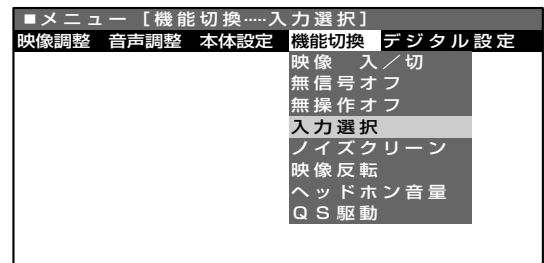 ■メニュー [機能切換……入力選択]
映像調整 音声調整 本体設定 機能切換 デジタル設定
映像 入／切
無信号オフ
無操作オフ
入力選択
ノイズクリーン
映像反転
ヘッドホン音量
QS駆動